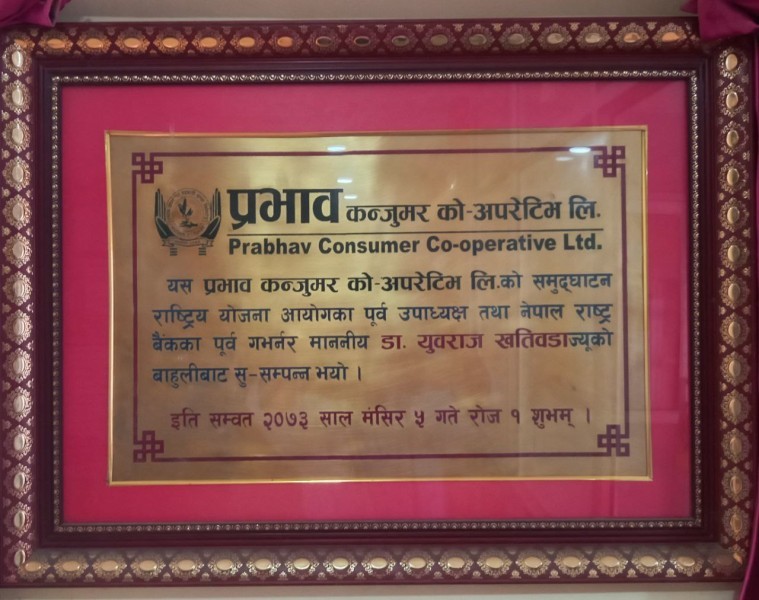 प्रभाव कन्जुमर को-अपरेटिभ लि.
Prabhav Consumer Co-operative Ltd.
यस प्रभाव कन्जुमर को-अपरेटिभ लि.को समुद्घाटन
राष्ट्रिय योजना आयोगका पूर्व उपाध्यक्ष तथा नेपाल राष्ट्र
बैंकका पूर्व गभर्नर माननीय डा. युवराज खतिवडाज्यूको
बाहुलीबाट सु-सम्पन्न भयो ।
इति सम्वत २०७३ साल मंसिर ५ गते रोज १ शुभम् ।